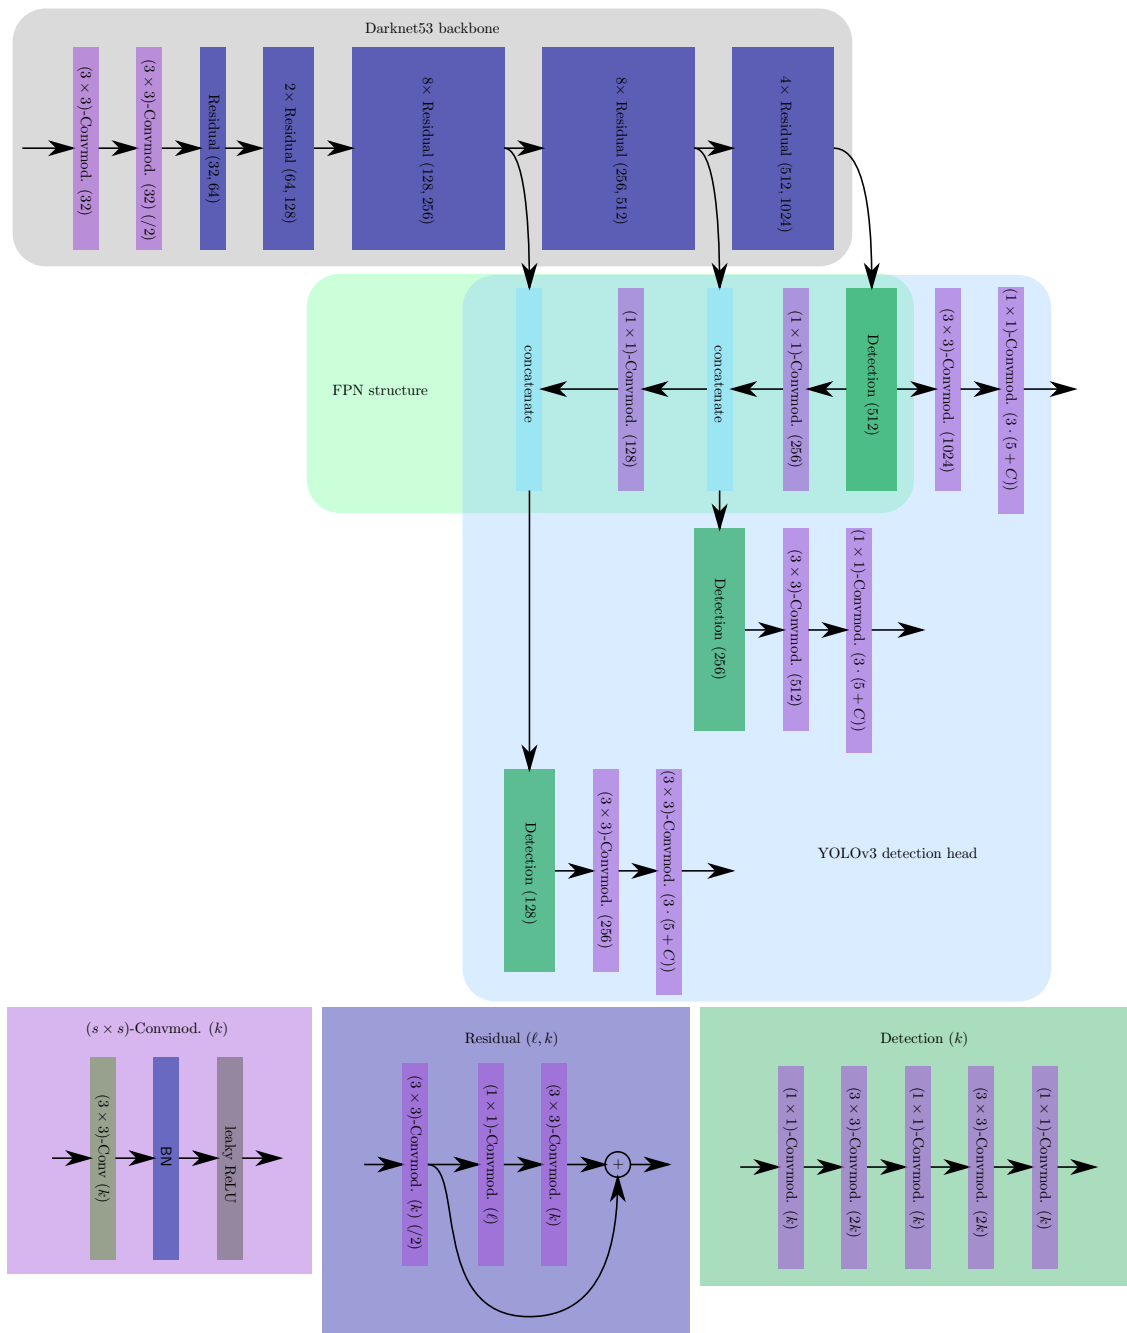 Darknet53 backbone
(3 × 3)-Convmod. (32)
(3 × 3)-Convmod. (32) (/2)
Residual (32, 64)
2× Residual (64, 128)
8× Residual (128, 256)
8× Residual (256, 512)
4× Residual (512, 1024)
FPN structure
concatenate
(1 × 1)-Convmod. (128)
concatenate
(1 × 1)-Convmod. (256)
Detection (512)
(3 × 3)-Convmod. (1024)
(1 × 1)-Convmod. (3 · (5 + C))
Detection (256)
(3 × 3)-Convmod. (512)
(1 × 1)-Convmod. (3 · (5 + C))
Detection (128)
(3 × 3)-Convmod. (256)
(3 × 3)-Convmod. (3 · (5 + C))
YOLOv3 detection head
(s × s)-Convmod. (k)
(3 × 3)-Conv (k)
BN
leaky ReLU
Residual (ℓ, k)
(3 × 3)-Convmod. (k) (/2)
(1 × 1)-Convmod. (ℓ)
(3 × 3)-Convmod. (k)
+
Detection (k)
(1 × 1)-Convmod. (k)
(3 × 3)-Convmod. (2k)
(1 × 1)-Convmod. (k)
(3 × 3)-Convmod. (2k)
(1 × 1)-Convmod. (k)